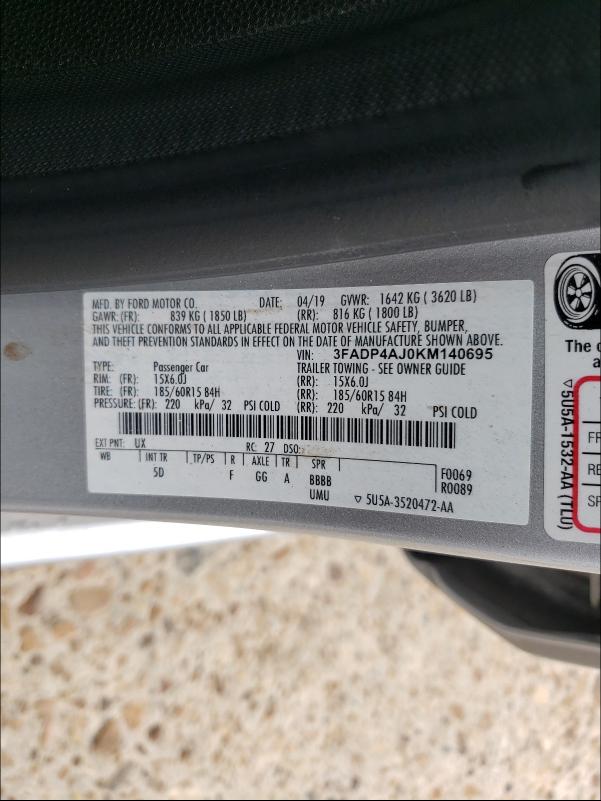 MFD. BY FORD MOTOR CO. DATE: 04/19 GVWR: 1642 KG ( 3620 LB)
GAWR: (FR): 839 KG ( 1850 LB) (RR): 816 KG ( 1800 LB)
THIS VEHICLE CONFORMS TO ALL APPLICABLE FEDERAL MOTOR VEHICLE SAFETY, BUMPER,
AND THEFT PREVENTION STANDARDS IN EFFECT ON THE DATE OF MANUFACTURE SHOWN ABOVE.
VIN: 3FADP4AJ0KM140695
TYPE: Passenger Car TRAILER TOWING - SEE OWNER GUIDE
RIM: (FR): 15X6.0J (RR): 15X6.0J
TIRE: (FR): 185/60R15 84H (RR): 185/60R15 84H
PRESSURE: (FR): 220 kPa/ 32 PSI COLD (RR): 220 kPa/ 32 PSI COLD
EXT PNT: UX RC: 27 DSO:
WB INT TR TP/PS R AXLE TR SPR
5D F GG A BBBB F0069
UMU R0089
▽ 5U5A-3520472-AA
The
▽5U5A-1532-AA (TLU)
FR
RE